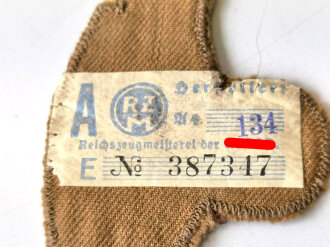 A RZM Hersteller
Nr. 134
Reichszeugmeisterei der
E № 387347